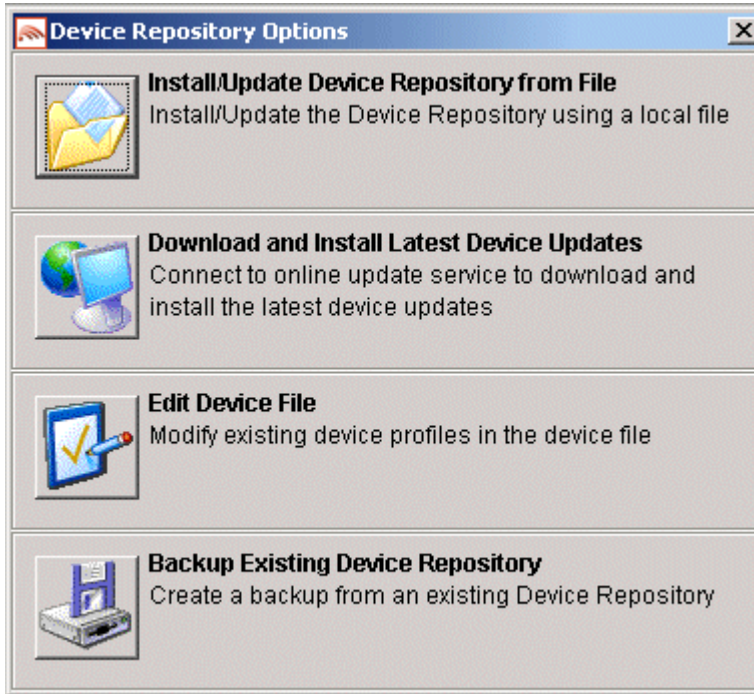 Device Repository Options
Install/Update Device Repository from File
Install/Update the Device Repository using a local file
Download and Install Latest Device Updates
Connect to online update service to download and
install the latest device updates
Edit Device File
Modify existing device profiles in the device file
Backup Existing Device Repository
Create a backup from an existing Device Repository